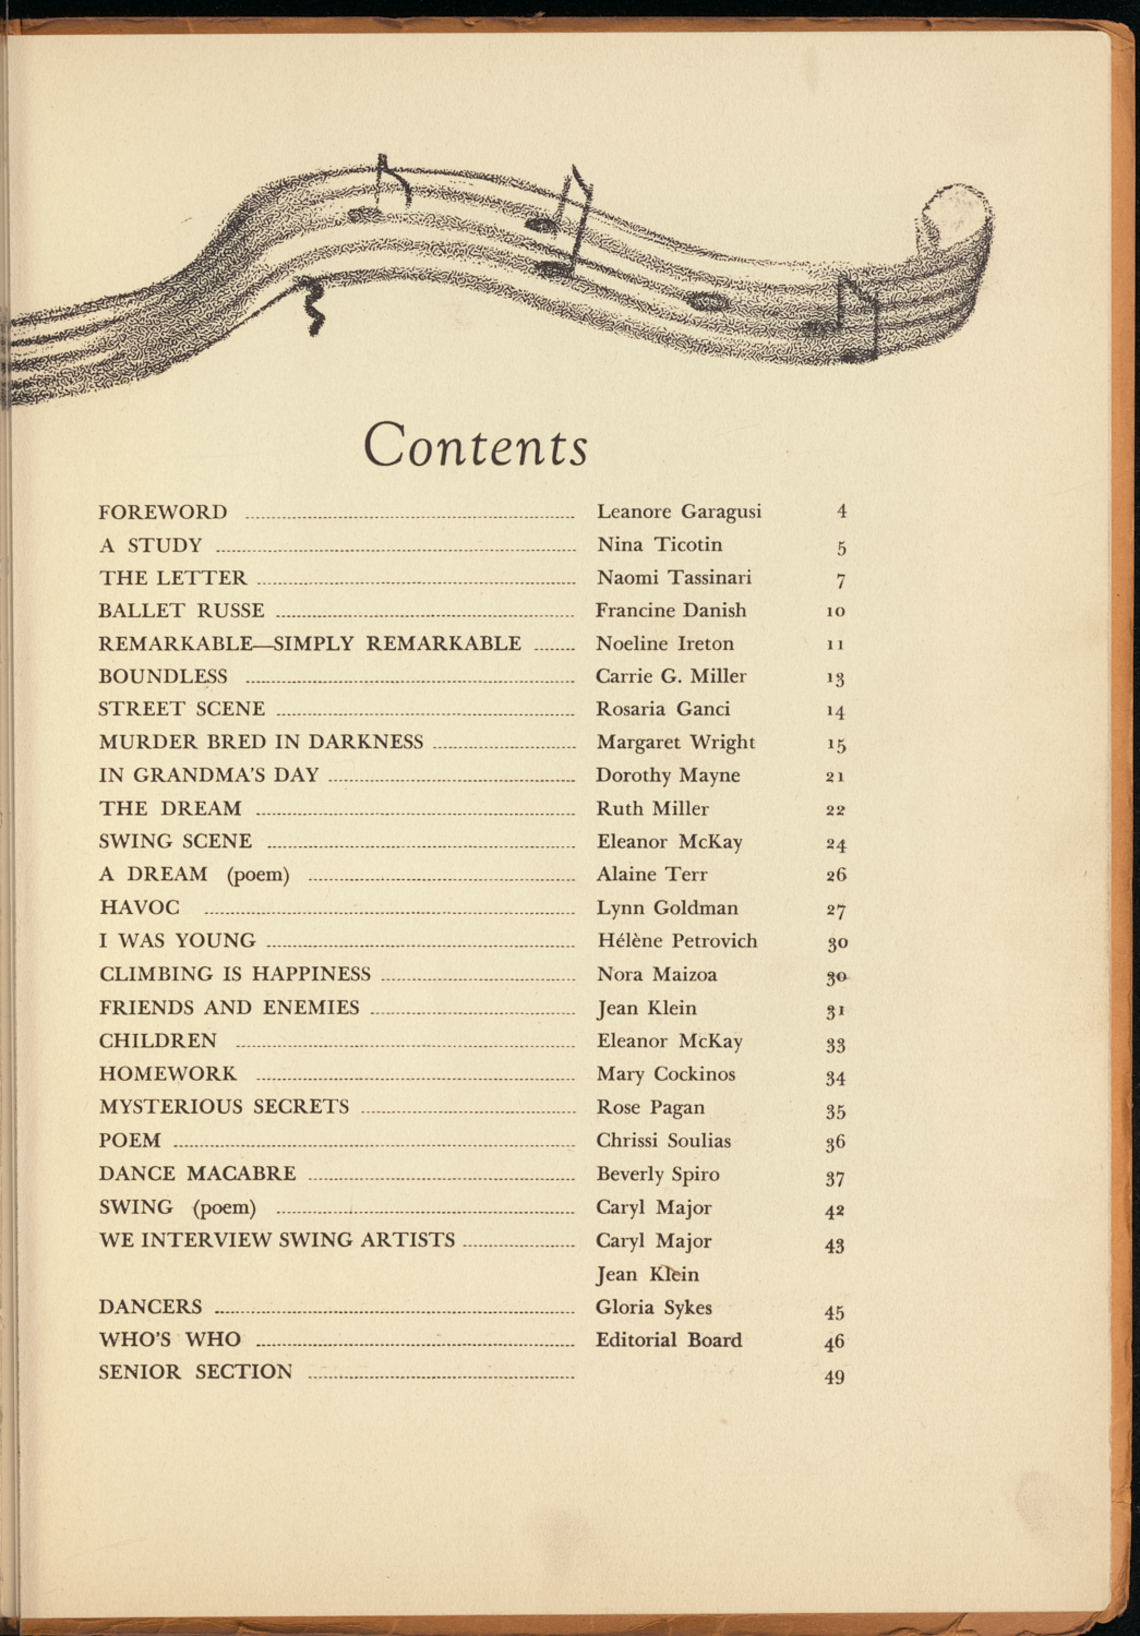 Contents
FOREWORD ........ Leanore Garagusi 4
A STUDY ........ Nina Ticotin 5
THE LETTER ........ Naomi Tassinari 7
BALLET RUSSE ........ Francine Danish 10
REMARKABLE—SIMPLY REMARKABLE ........ Noeline Ireton 11
BOUNDLESS ........ Carrie G. Miller 13
STREET SCENE ........ Rosaria Ganci 14
MURDER BRED IN DARKNESS ........ Margaret Wright 15
IN GRANDMA'S DAY ........ Dorothy Mayne 21
THE DREAM ........ Ruth Miller 22
SWING SCENE ........ Eleanor McKay 24
A DREAM (poem) ........ Alaine Terr 26
HAVOC ........ Lynn Goldman 27
I WAS YOUNG ........ Hélène Petrovich 30
CLIMBING IS HAPPINESS ........ Nora Maizoa 30
FRIENDS AND ENEMIES ........ Jean Klein 31
CHILDREN ........ Eleanor McKay 33
HOMEWORK ........ Mary Cockinos 34
MYSTERIOUS SECRETS ........ Rose Pagan 35
POEM ........ Chrissi Soulias 36
DANCE MACABRE ........ Beverly Spiro 37
SWING (poem) ........ Caryl Major 42
WE INTERVIEW SWING ARTISTS ........ Caryl Major 43
Jean Klein
DANCERS ........ Gloria Sykes 45
WHO'S WHO ........ Editorial Board 46
SENIOR SECTION ........ 49